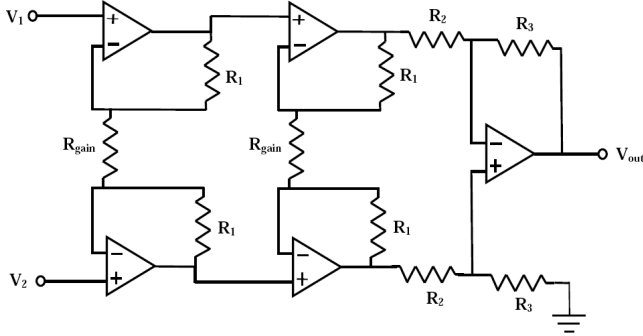 V1
+
−
R1
Rgain
R1
−
+
V2
+
−
R1
Rgain
R1
−
+
R2
R3
−
+
Vout
R2
R3